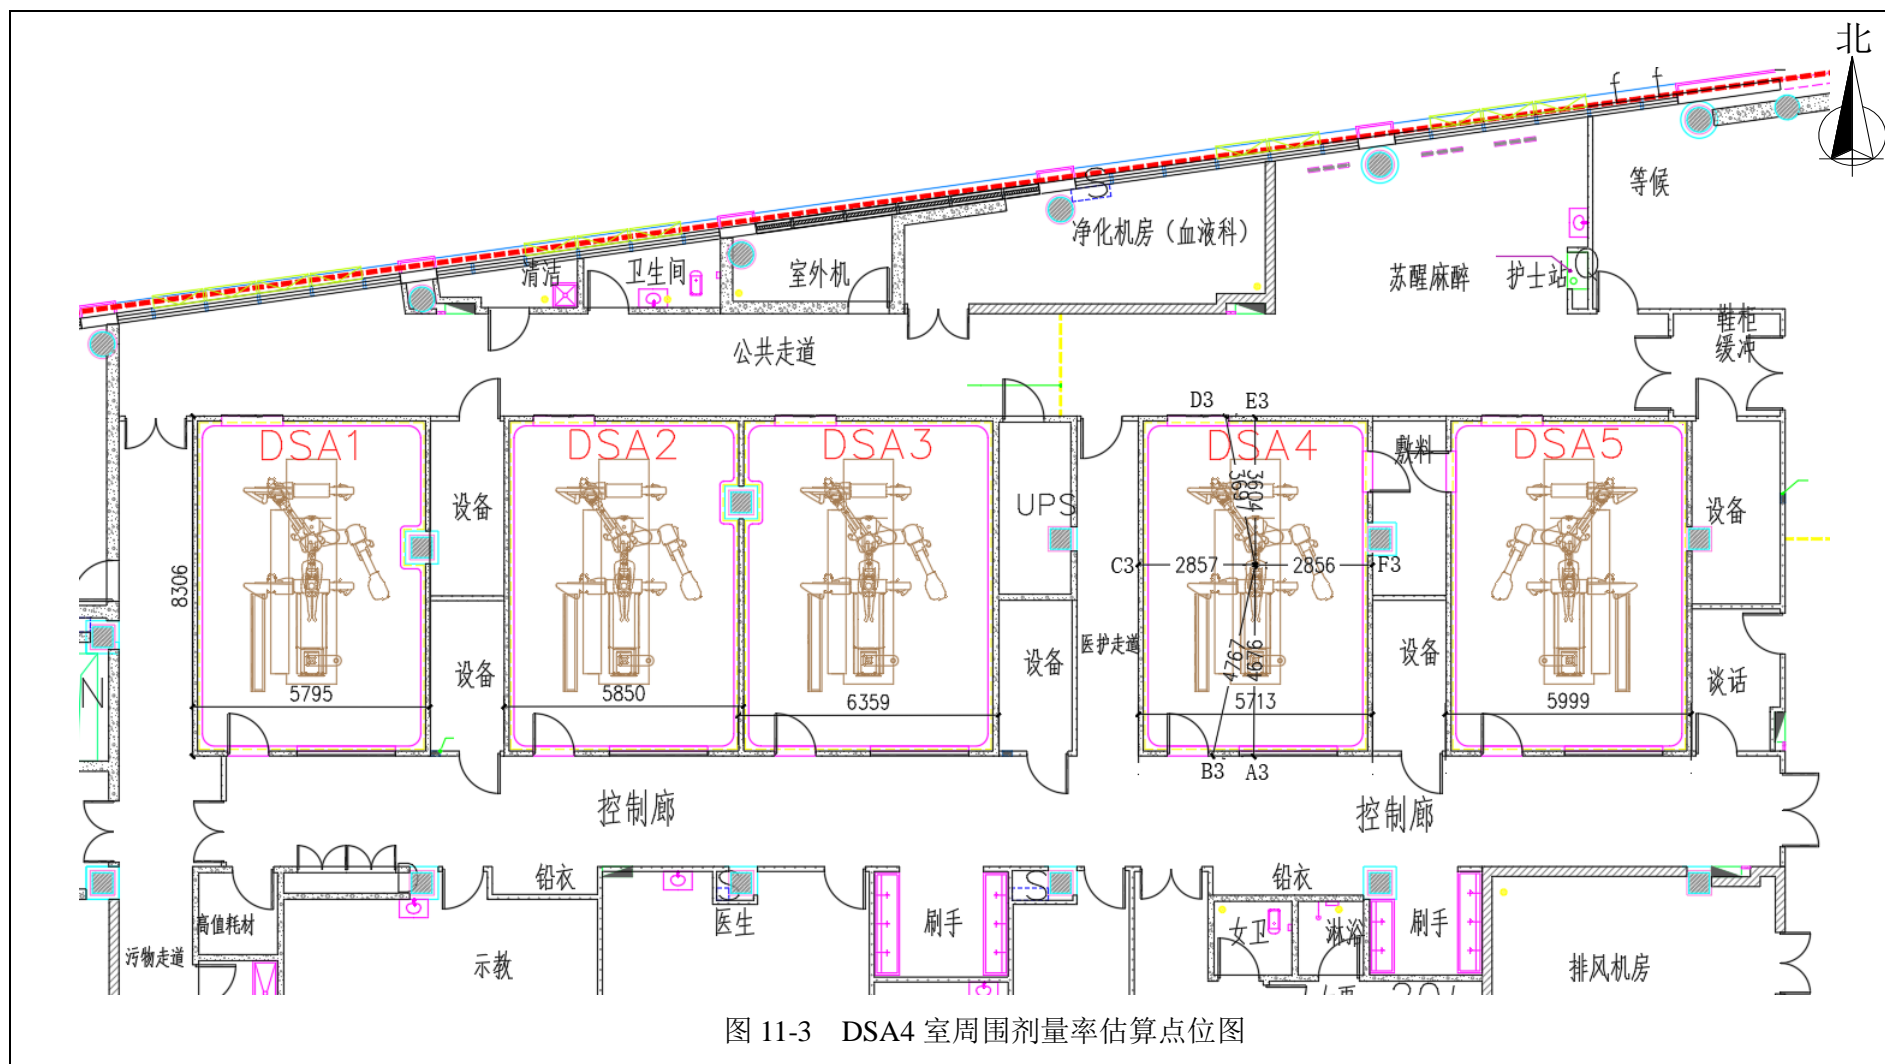 北
f f
等候
S
净化机房（血液科）
清洁
卫生间
室外机
苏醒麻醉
护士站
鞋柜
缓冲
公共走道
D3
E3
DSA1
DSA2
DSA3
DSA4
敷料
DSA5
3697
3604
设备
UPS
设备
8306
C3
2857
2856
F3
医护走道
4767
4676
设备
设备
设备
谈话
N
5795
5850
6359
5713
5999
B3
A3
控制廊
控制廊
铅衣
S
S
铅衣
高值耗材
医生
刷手
女卫
淋浴
刷手
污物走道
示教
排风机房
图 11-3 DSA4 室周围剂量率估算点位图